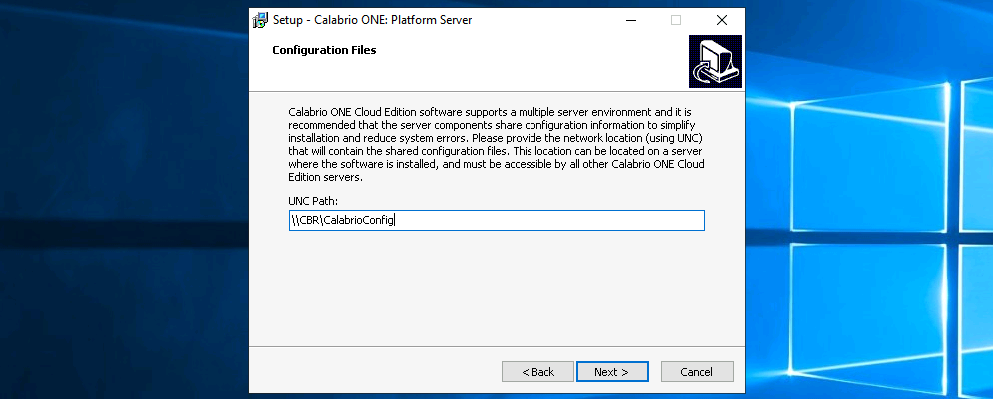 Setup - Calabrio ONE: Platform Server
Configuration Files
Calabrio ONE Cloud Edition software supports a multiple server environment and it is
recommended that the server components share configuration information to simplify
installation and reduce system errors. Please provide the network location (using UNC)
that will contain the shared configuration files. This location can be located on a server
where the software is installed, and must be accessible by all other Calabrio ONE Cloud
Edition servers.
UNC Path:
\\CBR\CalabrioConfig
< Back
Next >
Cancel